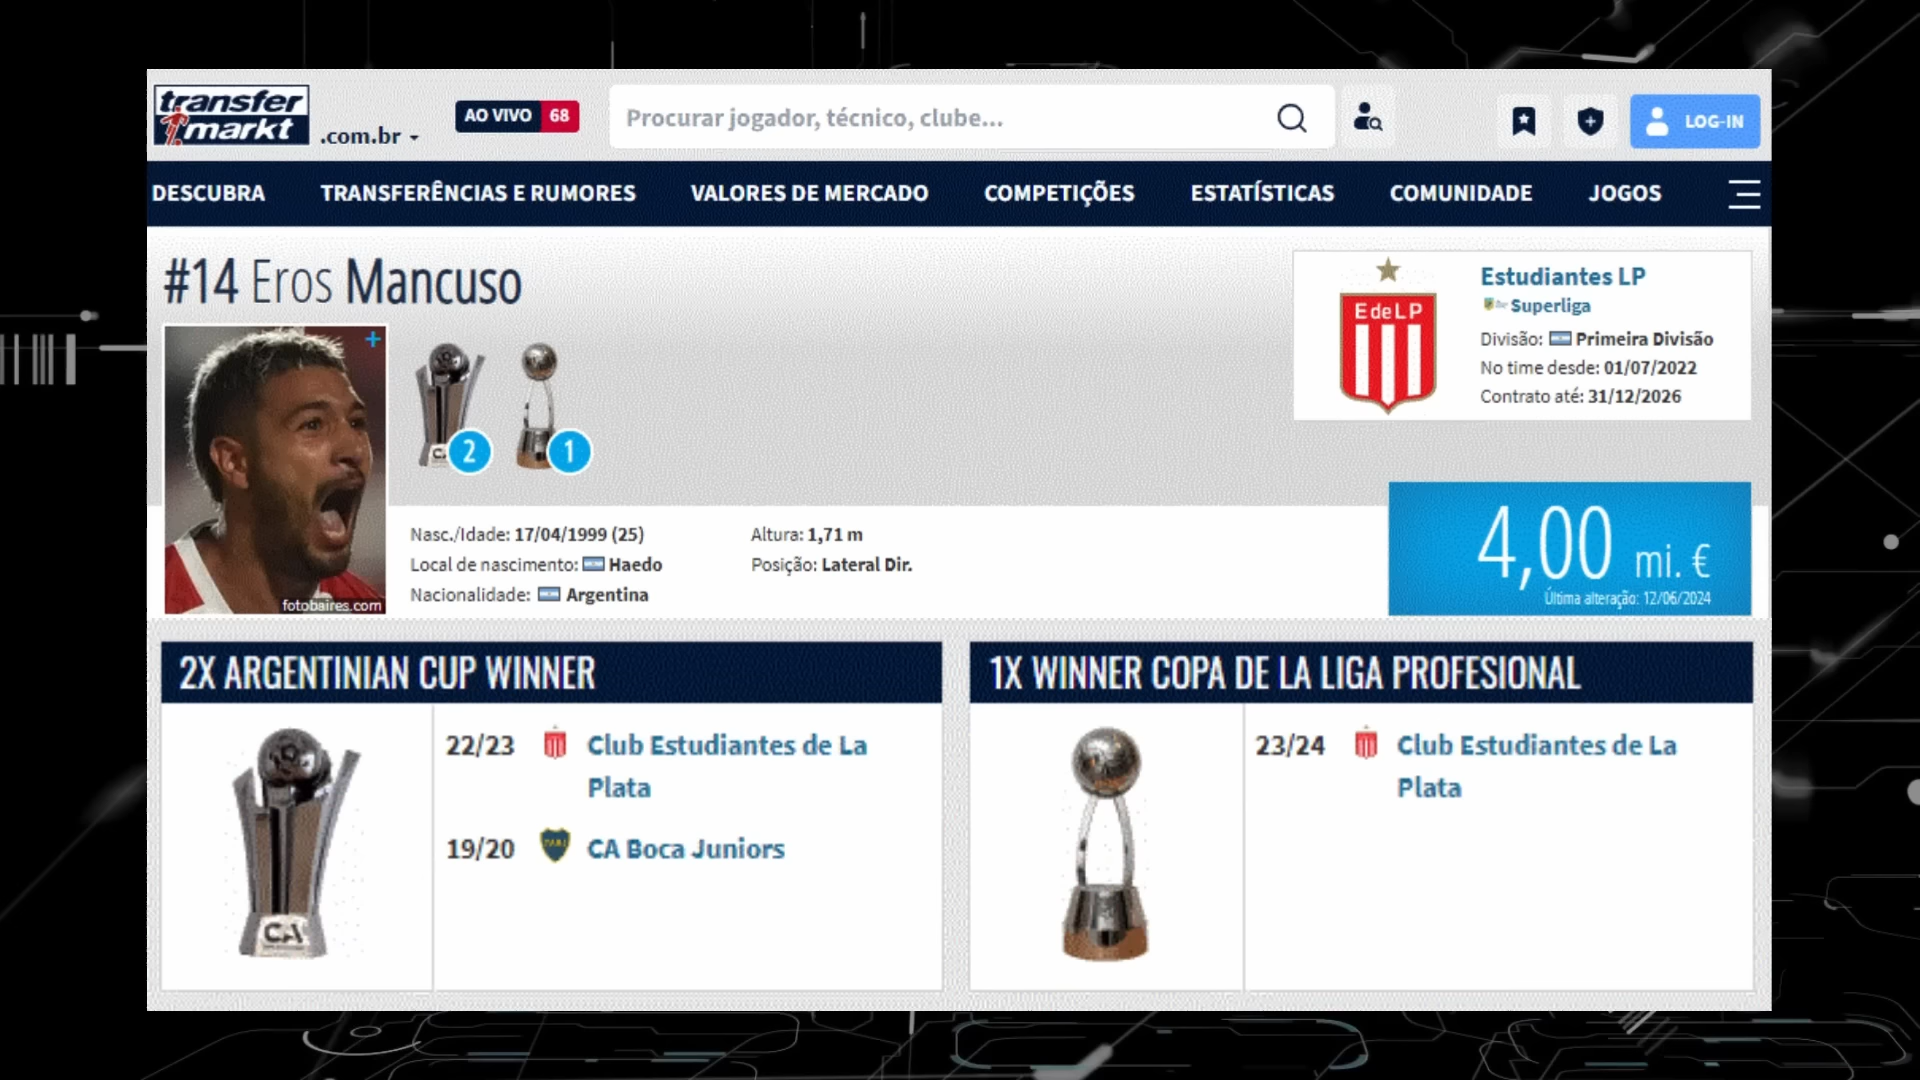 transfer
markt
.com.br
AO VIVO 68
Procurar jogador, técnico, clube...
LOG-IN
DESCUBRA TRANSFERÊNCIAS E RUMORES VALORES DE MERCADO COMPETIÇÕES ESTATÍSTICAS COMUNIDADE JOGOS
#14 Eros Mancuso
EdeLP
Estudiantes LP
Superliga
Divisão: Primeira Divisão
No time desde: 01/07/2022
Contrato até: 31/12/2026
2 1
fotobaires.com
Nasc./Idade: 17/04/1999 (25)
Local de nascimento: Haedo
Nacionalidade: Argentina
Altura: 1,71 m
Posição: Lateral Dir.
4,00 mi. €
Última alteração: 12/06/2024
2X ARGENTINIAN CUP WINNER
CA
22/23 Club Estudiantes de La
Plata
19/20 CA Boca Juniors
1X WINNER COPA DE LA LIGA PROFESIONAL
23/24 Club Estudiantes de La
Plata